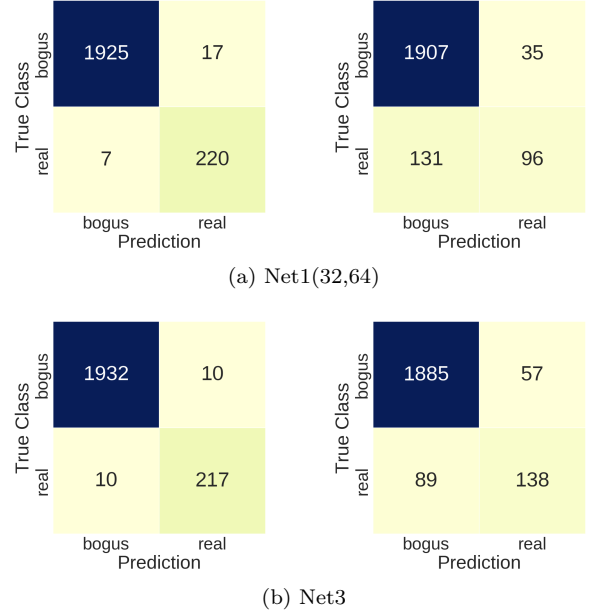 True Class
bogus
real
1925 17
7 220
bogus real
Prediction
True Class
bogus
real
1907 35
131 96
bogus real
Prediction
(a) Net1(32,64)
True Class
bogus
real
1932 10
10 217
bogus real
Prediction
True Class
bogus
real
1885 57
89 138
bogus real
Prediction
(b) Net3